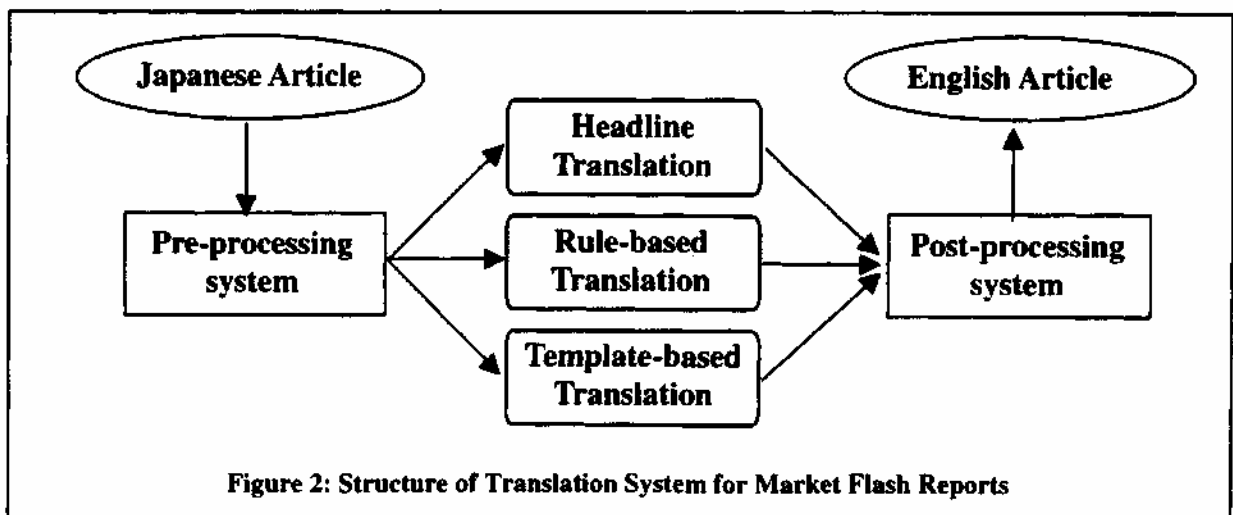 Japanese Article
English Article
Headline
Translation
Pre-processing
system
Rule-based
Translation
Post-processing
system
Template-based
Translation
Figure 2: Structure of Translation System for Market Flash Reports